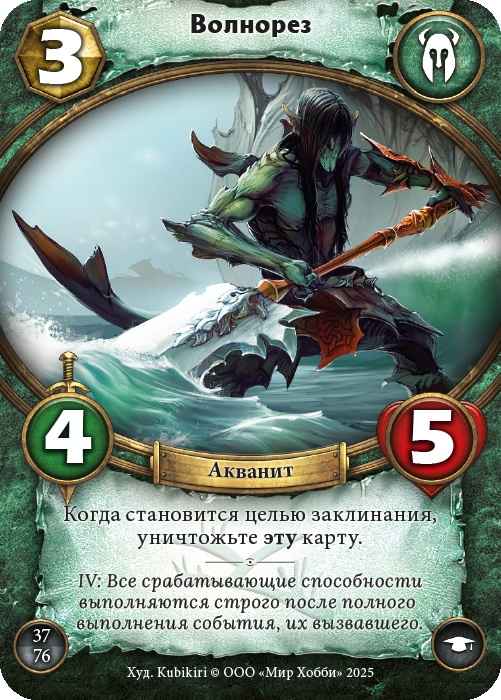 Волнорез
3
4
5
Акванит
Когда становится целью заклинания,
уничтожьте эту карту.
IV: Все срабатывающие способности
выполняются строго после полного
выполнения события, их вызвавшего.
37
76
Худ. Kubikiri © ООО «Мир Хобби» 2025